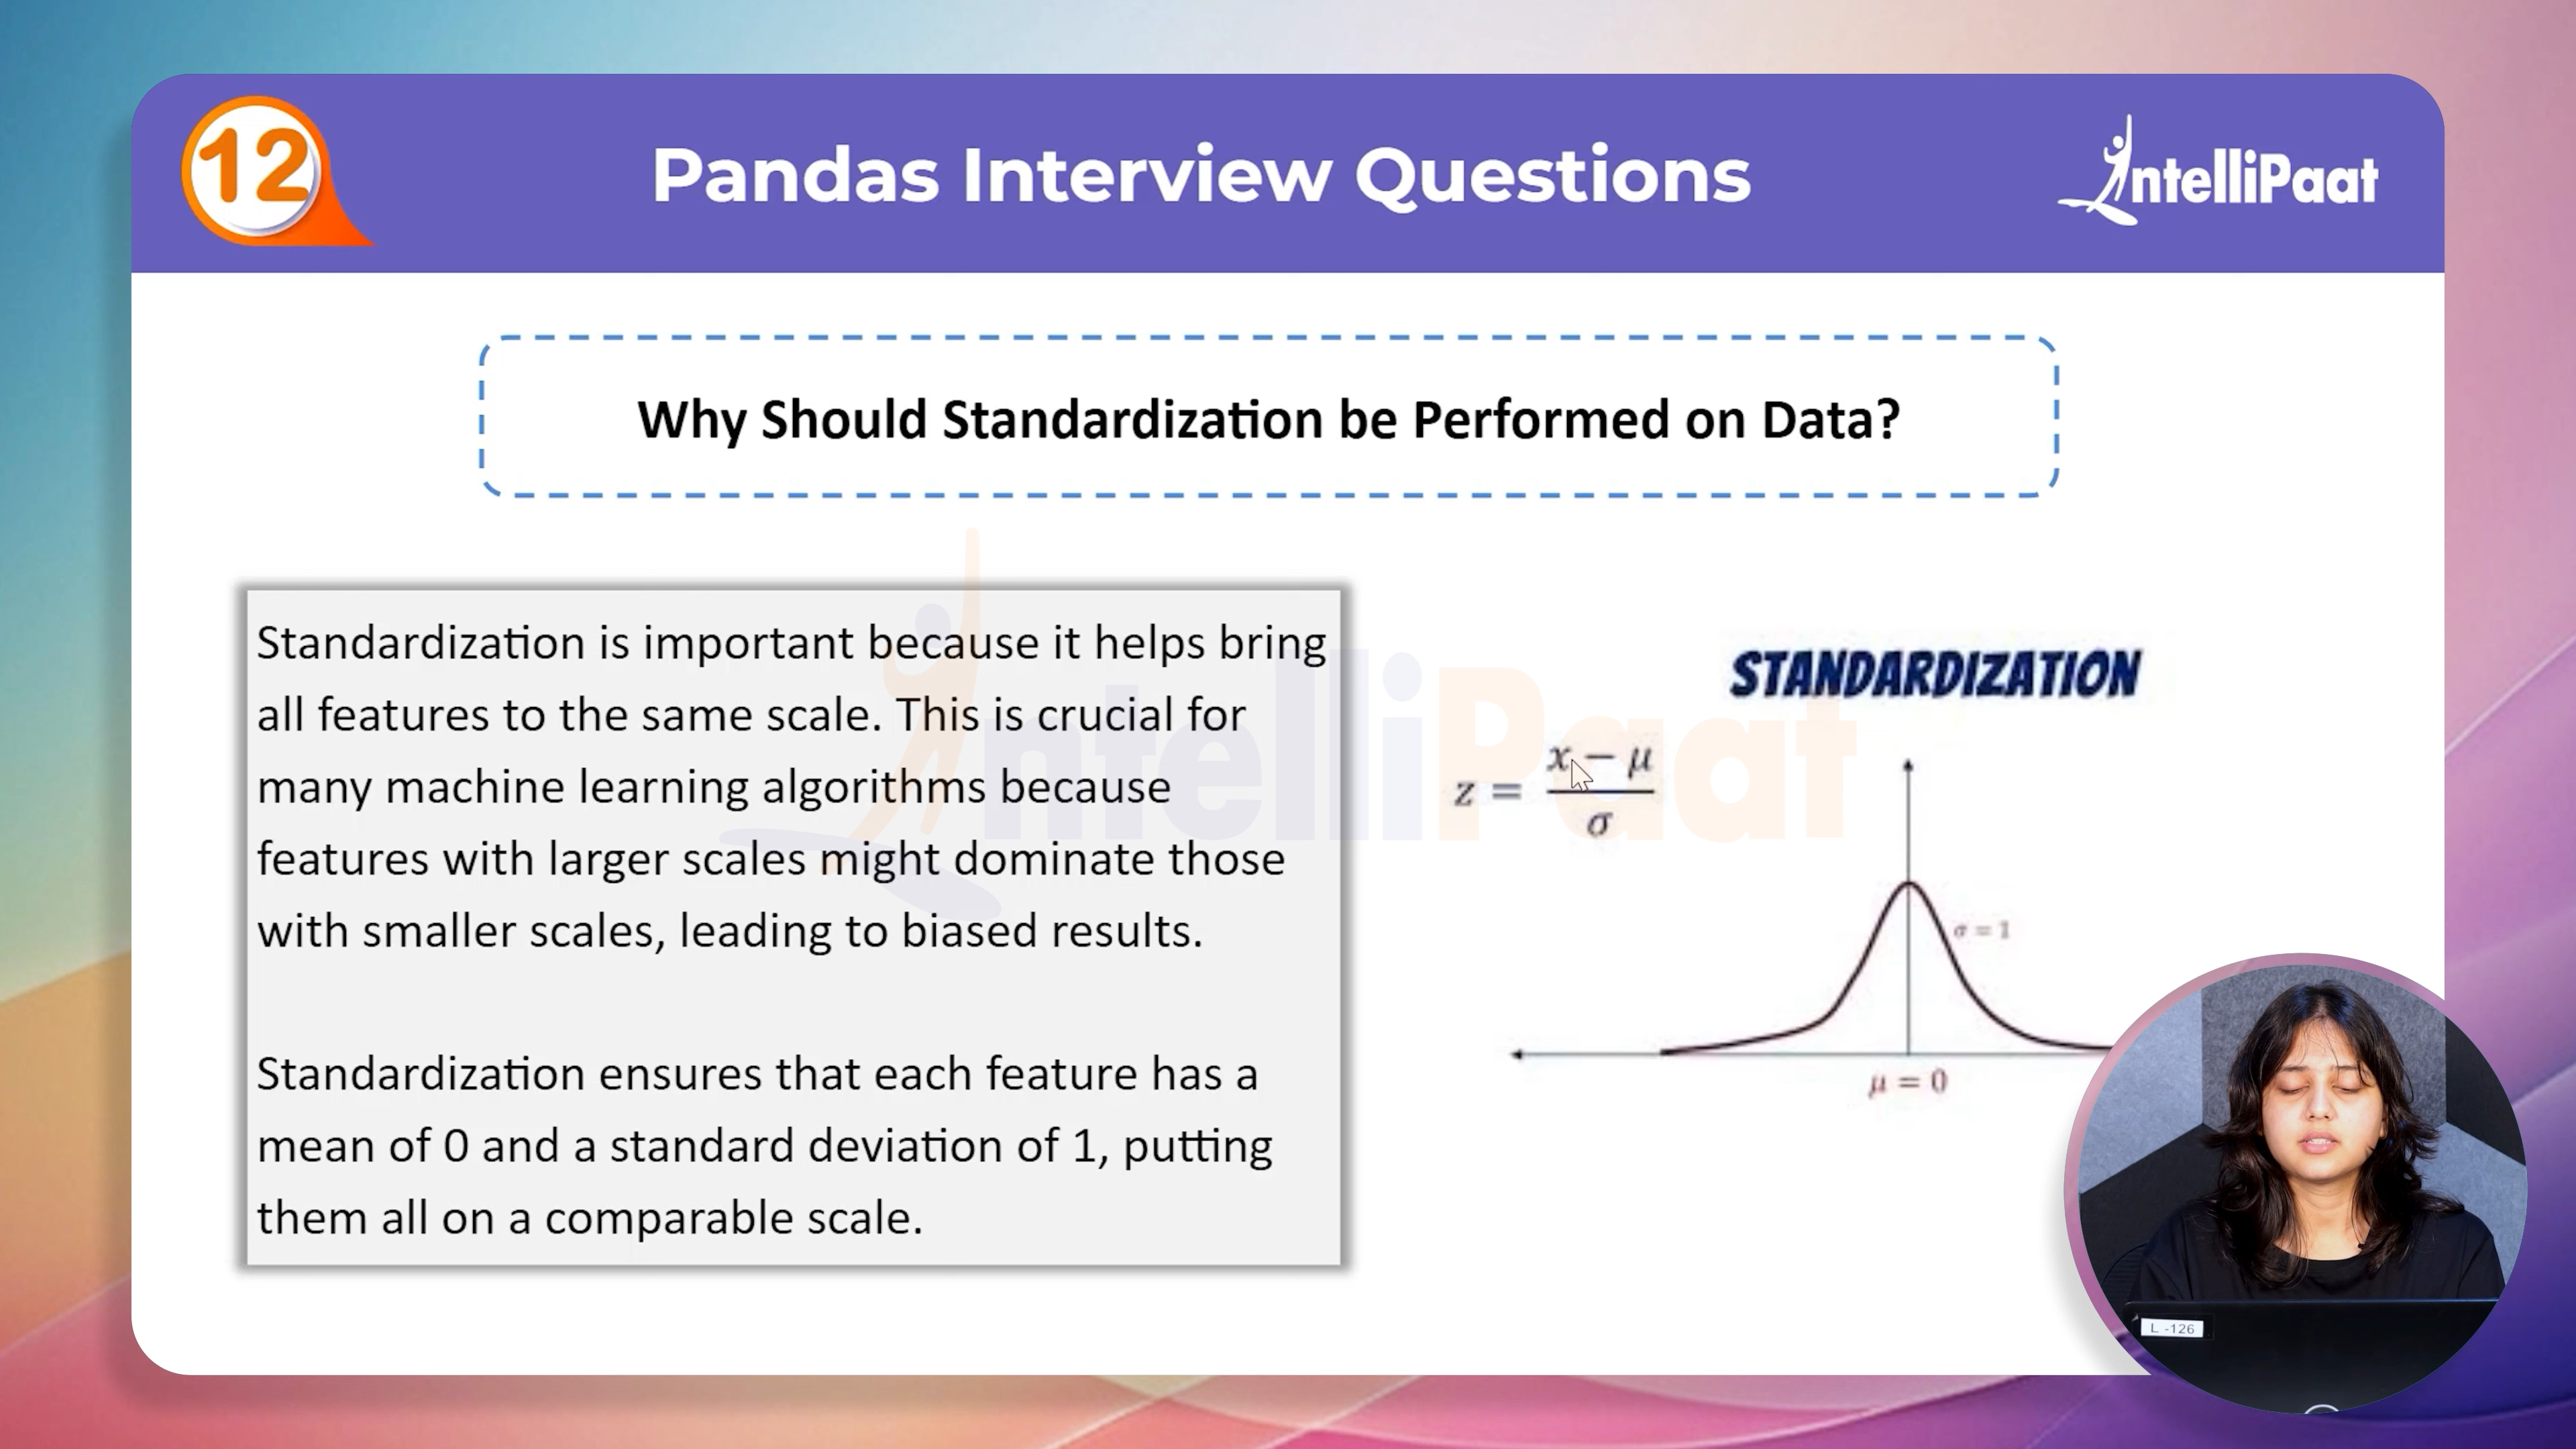 12
Pandas Interview Questions
IntelliPaat
Why Should Standardization be Performed on Data?
Standardization is important because it helps bring
all features to the same scale. This is crucial for
many machine learning algorithms because
features with larger scales might dominate those
with smaller scales, leading to biased results.
Standardization ensures that each feature has a
mean of 0 and a standard deviation of 1, putting
them all on a comparable scale.
IntelliPaat
STANDARDIZATION
z = x − μ
σ
σ = 1
μ = 0
L -126